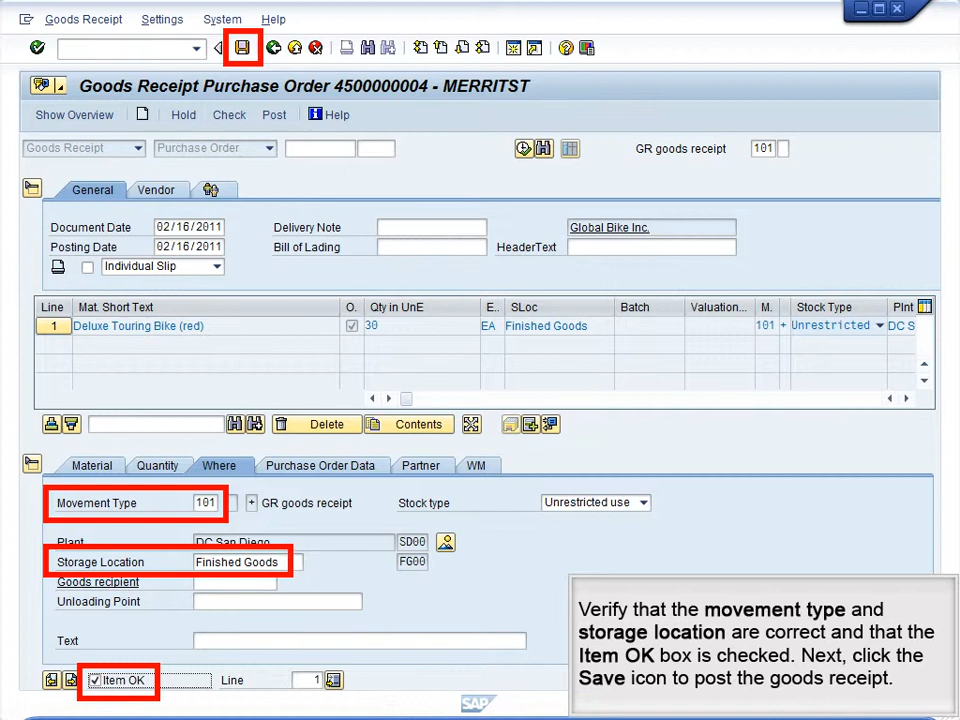 Goods Receipt Settings System Help
Goods Receipt Purchase Order 4500000004 - MERRITST
Show Overview Hold Check Post Help
Goods Receipt Purchase Order GR goods receipt 101
General Vendor
Document Date 02/16/2011 Delivery Note Global Bike Inc.
Posting Date 02/16/2011 Bill of Lading HeaderText
Individual Slip
Line Mat. Short Text O. Qty in UnE E.. SLoc Batch Valuation... M. Stock Type Plnt
1 Deluxe Touring Bike (red) 30 EA Finished Goods 101 + Unrestricted DC S
Delete Contents
Material Quantity Where Purchase Order Data Partner WM
Movement Type 101 + GR goods receipt Stock type Unrestricted use
Plant DC San Diego SD00
Storage Location Finished Goods FG00
Goods recipient
Unloading Point
Text
Item OK Line 1
SAP
Verify that the movement type and
storage location are correct and that the
Item OK box is checked. Next, click the
Save icon to post the goods receipt.